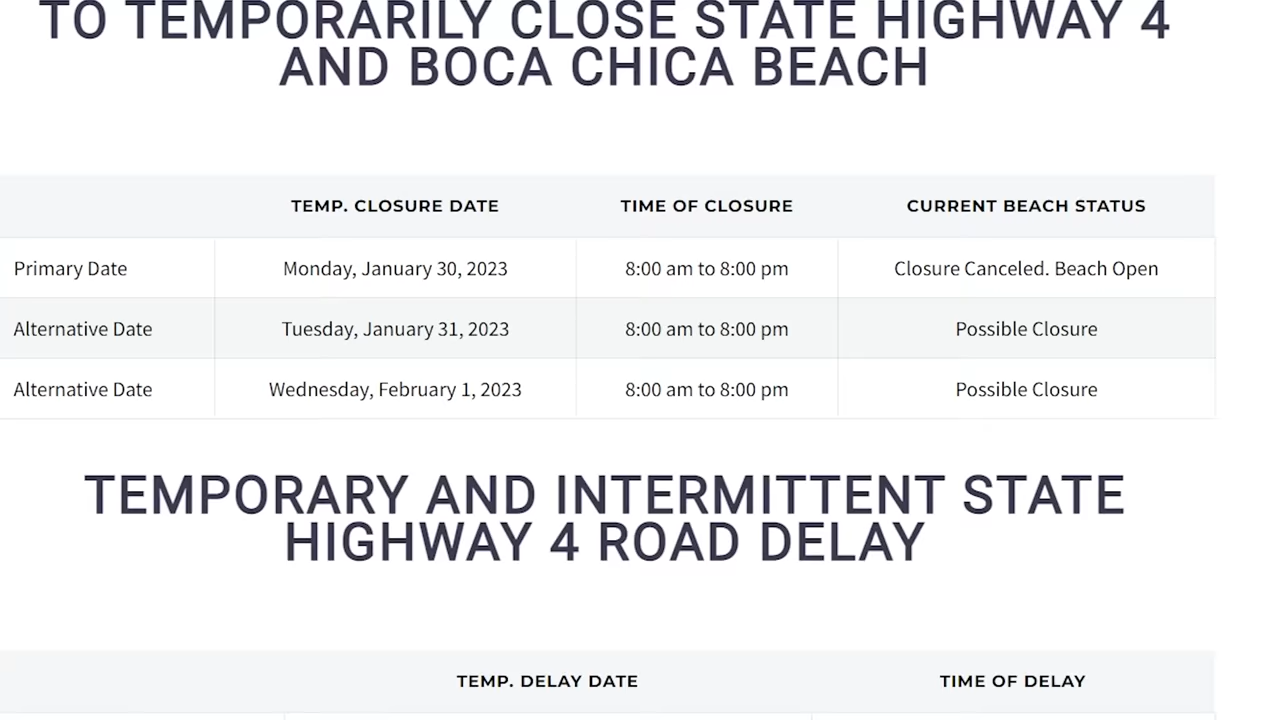 TO TEMPORARILY CLOSE STATE HIGHWAY 4
AND BOCA CHICA BEACH
TEMP. CLOSURE DATE TIME OF CLOSURE CURRENT BEACH STATUS
Primary Date Monday, January 30, 2023 8:00 am to 8:00 pm Closure Canceled. Beach Open
Alternative Date Tuesday, January 31, 2023 8:00 am to 8:00 pm Possible Closure
Alternative Date Wednesday, February 1, 2023 8:00 am to 8:00 pm Possible Closure
TEMPORARY AND INTERMITTENT STATE
HIGHWAY 4 ROAD DELAY
TEMP. DELAY DATE TIME OF DELAY